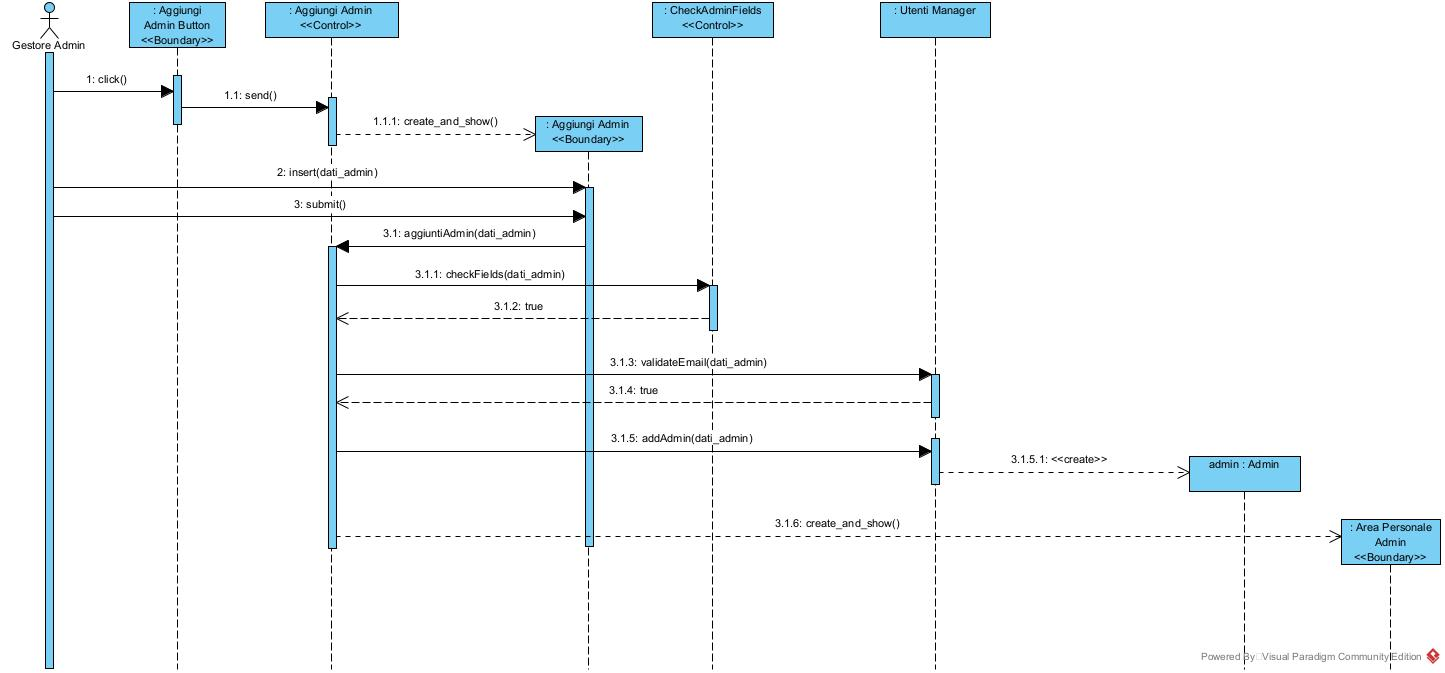 Gestore Admin
: Aggiungi
Admin Button
<<Boundary>>
: Aggiungi Admin
<<Control>>
: CheckAdminFields
<<Control>>
: Utenti Manager
1: click()
1.1: send()
1.1.1: create_and_show()
: Aggiungi Admin
<<Boundary>>
2: insert(dati_admin)
3: submit()
3.1: aggiuntiAdmin(dati_admin)
3.1.1: checkFields(dati_admin)
3.1.2: true
3.1.3: validateEmail(dati_admin)
3.1.4: true
3.1.5: addAdmin(dati_admin)
3.1.5.1: <<create>>
admin : Admin
3.1.6: create_and_show()
: Area Personale
Admin
<<Boundary>>
Powered By Visual Paradigm Community Edition